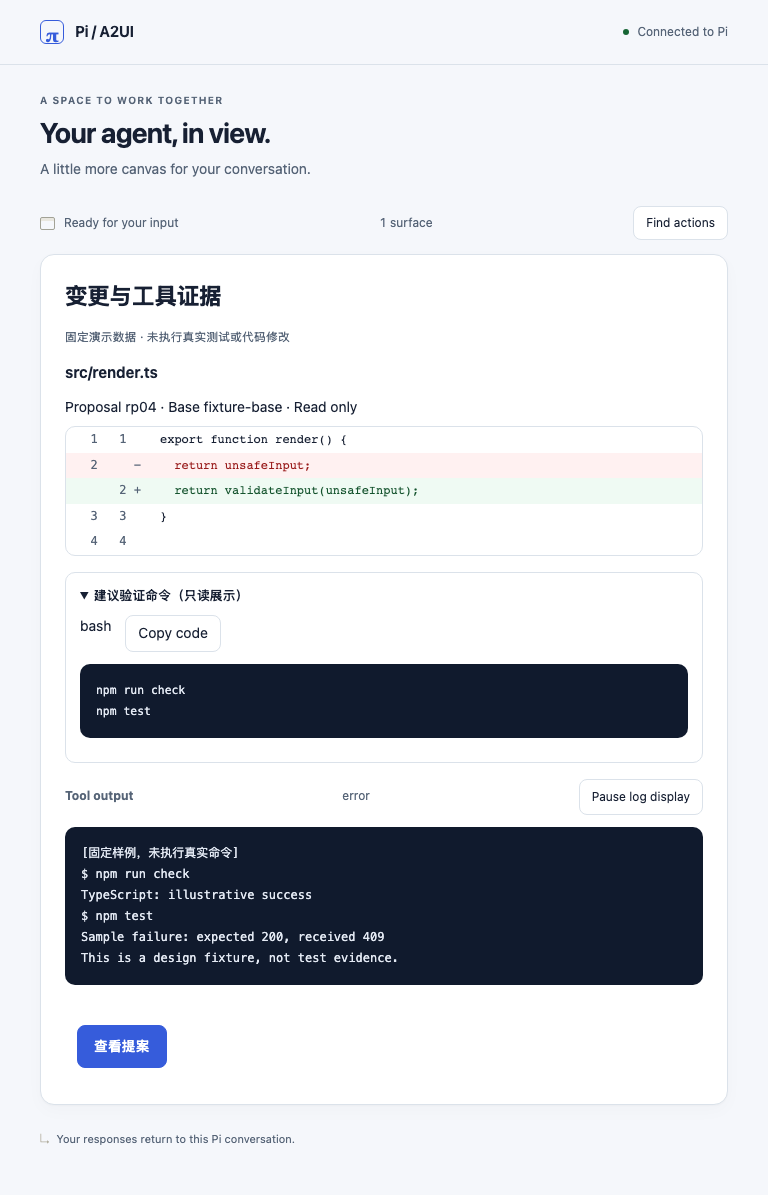 π Pi / A2UI
Connected to Pi
A SPACE TO WORK TOGETHER
Your agent, in view.
A little more canvas for your conversation.
Ready for your input
1 surface
Find actions
变更与工具证据
固定演示数据 · 未执行真实测试或代码修改
src/render.ts
Proposal rp04 · Base fixture-base · Read only
1 1 export function render() {
2 − return unsafeInput;
2 + return validateInput(unsafeInput);
3 3 }
4 4
▼ 建议验证命令（只读展示）
bash
Copy code
npm run check
npm test
Tool output
error
Pause log display
[固定样例，未执行真实命令]
$ npm run check
TypeScript: illustrative success
$ npm test
Sample failure: expected 200, received 409
This is a design fixture, not test evidence.
查看提案
Your responses return to this Pi conversation.